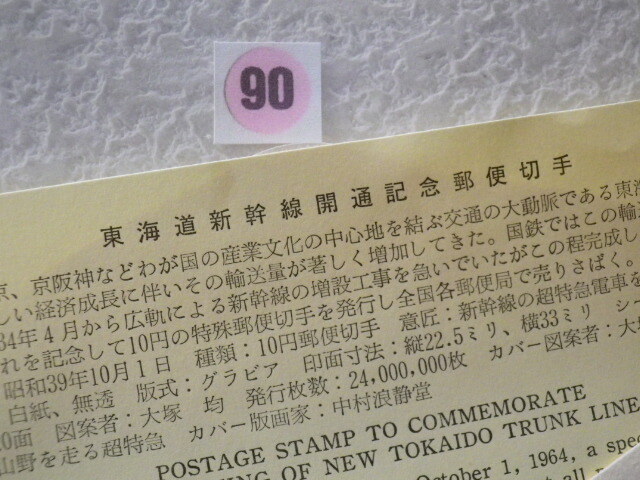 90
東海道新幹線開通記念郵便切手
京、京阪神などわが国の産業文化の中心地を結ぶ交通の大動脈である東海
しい経済成長に伴いその輸送量が著しく増加してきた。国鉄ではこの輸送
34年4月から広軌による新幹線の増設工事を急いでいたがこの程完成し
れを記念して10円の特殊郵便切手を発行し全国各郵便局で売りさばく。
昭和39年10月1日 種類：10円郵便切手 意匠：新幹線の超特急電車を
白紙、無透 版式：グラビア 印面寸法：縦22.5ミリ、横33ミリ シー
0面 図案者：大塚 均 発行枚数：24,000,000枚 カバー図案者：大
山野を走る超特急 カバー版画家：中村浪静堂
POSTAGE STAMP TO COMMEMORATE
NG OF NEW TOKAIDO TRUNK LINE
October 1, 1964, a spec
at all